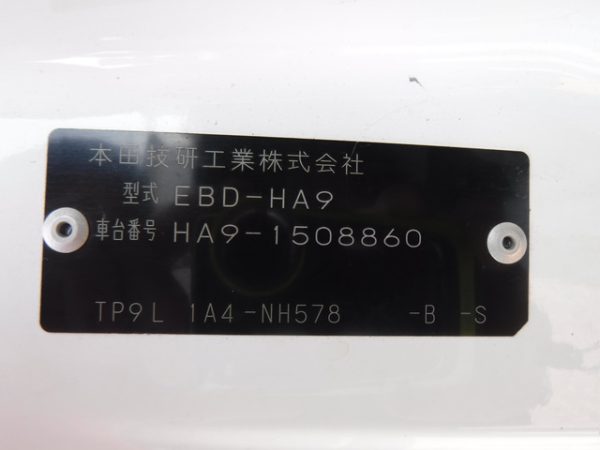 本田技研工業株式会社
型式 EBD-HA9
車台番号 HA9-1508860
TP9L 1A4-NH578 -B -S